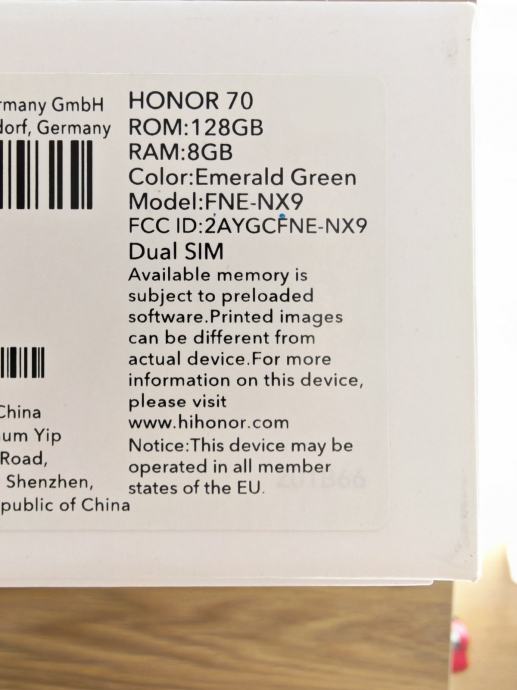 rmany GmbH
dorf, Germany
HONOR 70
ROM:128GB
RAM:8GB
Color:Emerald Green
Model:FNE-NX9
FCC ID:2AYGCFNE-NX9
Dual SIM
Available memory is
subject to preloaded
software.Printed images
can be different from
actual device.For more
information on this device,
please visit
www.hihonor.com
Notice:This device may be
operated in all member
states of the EU.
China
um Yip
Road,
Shenzhen,
public of China